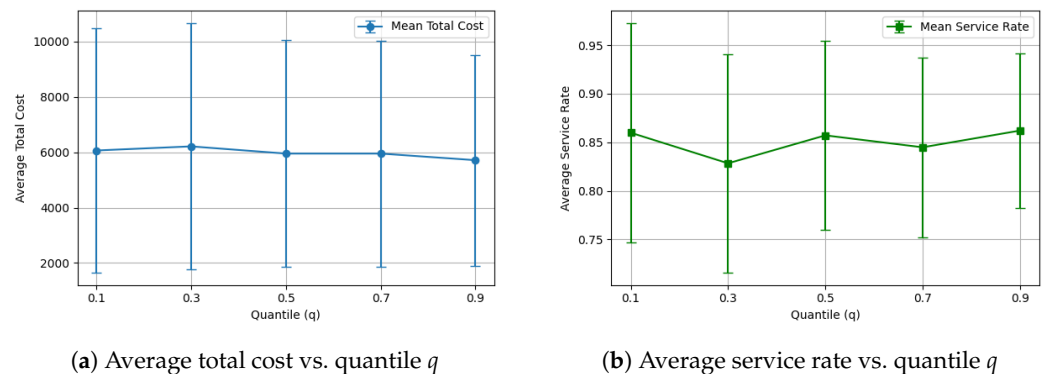 Mean Total Cost
10000
8000
6000
4000
2000
Average Total Cost
0.1 0.3 0.5 0.7 0.9
Quantile (q)
(a) Average total cost vs. quantile q
Mean Service Rate
0.95
0.90
0.85
0.80
0.75
Average Service Rate
0.1 0.3 0.5 0.7 0.9
Quantile (q)
(b) Average service rate vs. quantile q